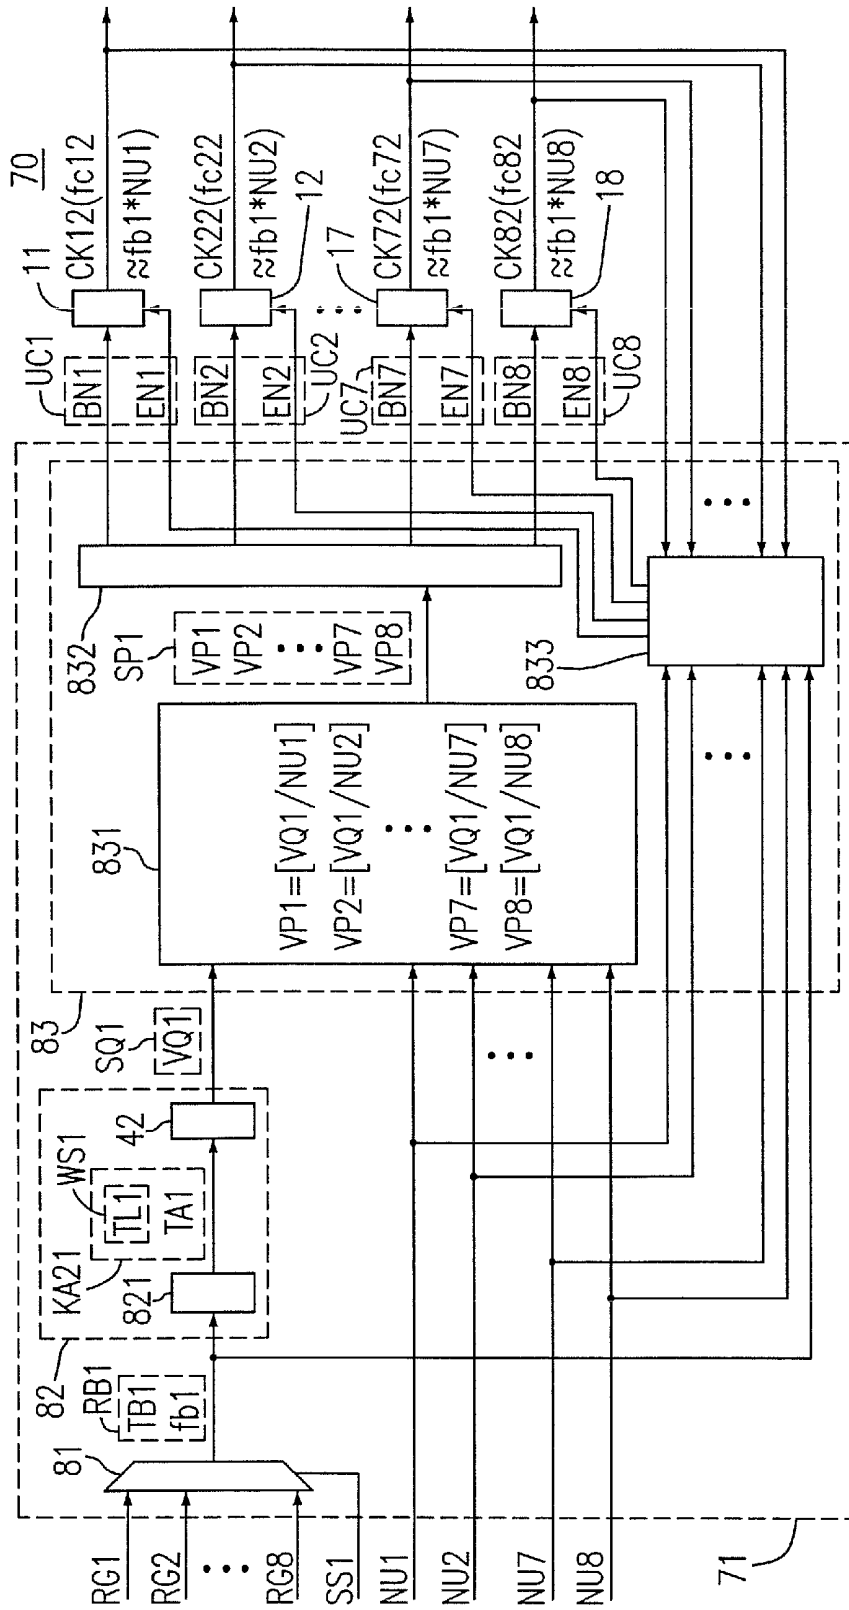 70
11
CK12(fc12
≈fb1*NU1)
CK22(fc22
≈fb1*NU2)
12
17
CK72(fc72
≈fb1*NU7)
CK82(fc82
≈fb1*NU8)
18
UC1
BN1
EN1
BN2
EN2
UC2
UC7
BN7
EN7
BN8
EN8
UC8
832
SP1
VP1
VP2
•••
VP7
VP8
833
831
VP1=[VQ1/NU1]
VP2=[VQ1/NU2]
•••
VP7=[VQ1/NU7]
VP8=[VQ1/NU8]
83
SQ1
VQ1
82
KA21
WS1
TL1
TA1
821
42
81
RB1
TB1
fb1
RG1
RG2
•••
RG8
SS1
NU1
NU2
NU7
NU8
71